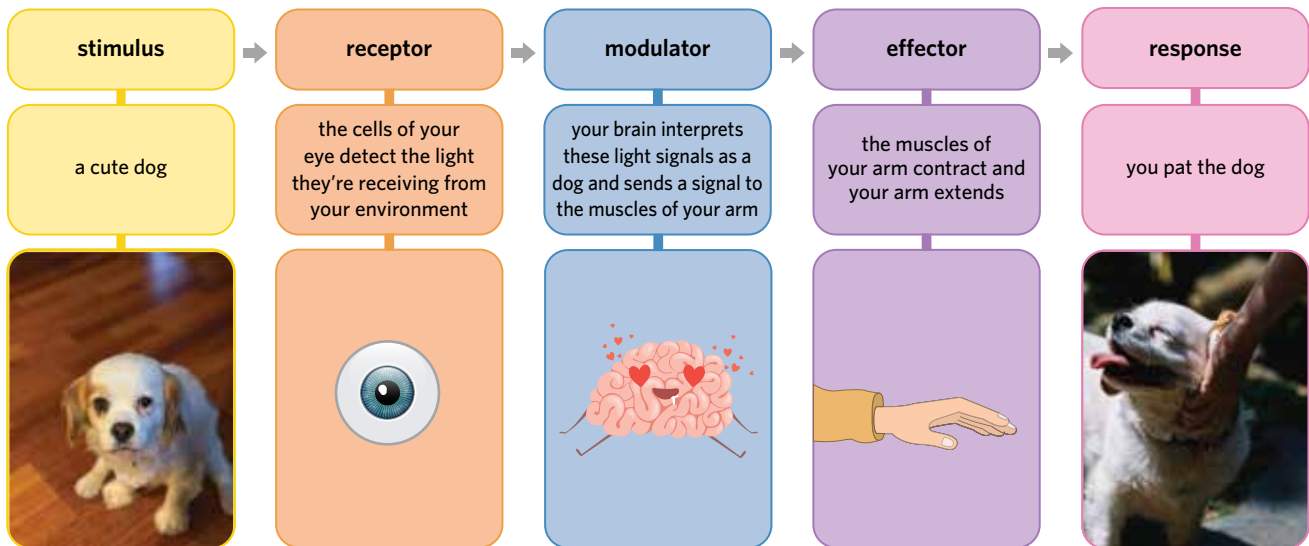 stimulus
receptor
modulator
effector
response
a cute dog
the cells of your
eye detect the light
they're receiving from
your environment
your brain interprets
these light signals as a
dog and sends a signal to
the muscles of your arm
the muscles of
your arm contract and
your arm extends
you pat the dog